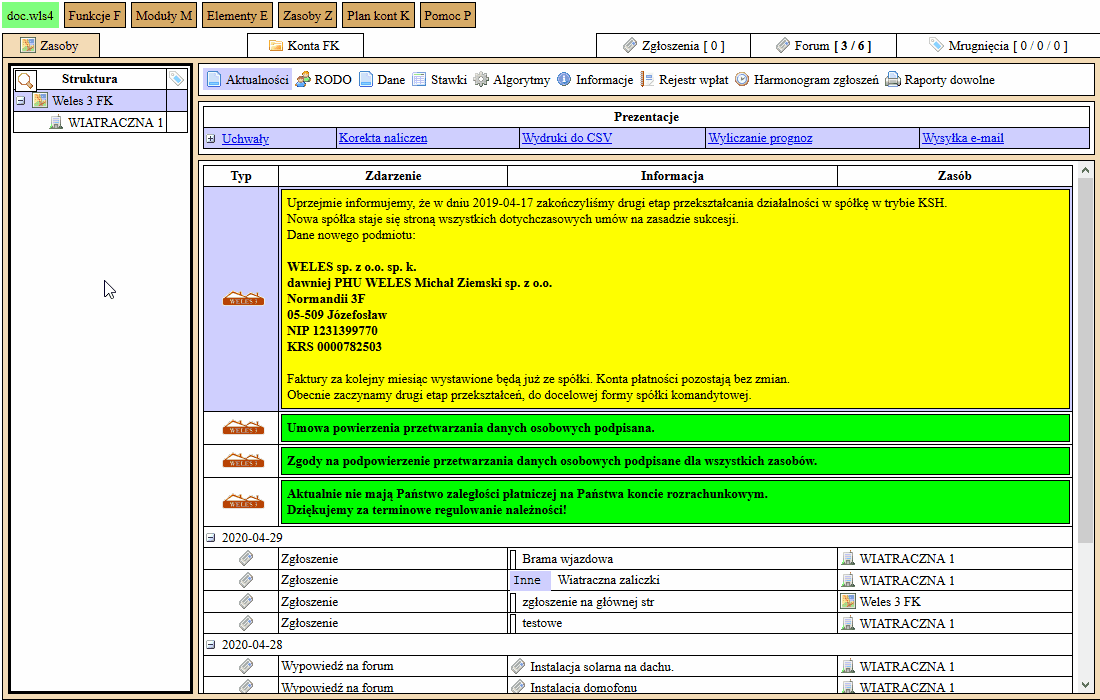 doc.wls4 Funkcje F Moduły M Elementy E Zasoby Z Plan kont K Pomoc P
Zasoby Konta FK Zgłoszenia [ 0 ] Forum [ 3 / 6 ] Mrugnięcia [ 0 / 0 / 0 ]
Struktura
Weles 3 FK
WIATRACZNA 1
Aktualności RODO Dane Stawki Algorytmy Informacje Rejestr wpłat Harmonogram zgłoszeń Raporty dowolne
Prezentacje
Uchwały Korekta naliczen Wydruki do CSV Wyliczanie prognoz Wysyłka e-mail
Typ Zdarzenie Informacja Zasób
Uprzejmie informujemy, że w dniu 2019-04-17 zakończyliśmy drugi etap przekształcania działalności w spółkę w trybie KSH.
Nowa spółka staje się stroną wszystkich dotychczasowych umów na zasadzie sukcesji.
Dane nowego podmiotu:
WELES sp. z o.o. sp. k.
dawniej PHU WELES Michał Ziemski sp. z o.o.
Normandii 3F
05-509 Józefosław
NIP 1231399770
KRS 0000782503
WELES 3
Faktury za kolejny miesiąc wystawione będą już ze spółki. Konta płatności pozostają bez zmian.
Obecnie zaczynamy drugi etap przekształceń, do docelowej formy spółki komandytowej.
WELES 3 Umowa powierzenia przetwarzania danych osobowych podpisana.
WELES 3 Zgody na podpowierzenie przetwarzania danych osobowych podpisane dla wszystkich zasobów.
WELES 3 Aktualnie nie mają Państwo zaległości płatniczej na Państwa koncie rozrachunkowym.
Dziękujemy za terminowe regulowanie należności!
2020-04-29
Zgłoszenie Brama wjazdowa WIATRACZNA 1
Zgłoszenie Inne Wiatraczna zaliczki WIATRACZNA 1
Zgłoszenie zgłoszenie na głównej str Weles 3 FK
Zgłoszenie testowe WIATRACZNA 1
2020-04-28
Wypowiedź na forum Instalacja solarna na dachu. WIATRACZNA 1
Wypowiedź na forum Instalacja domofonu WIATRACZNA 1